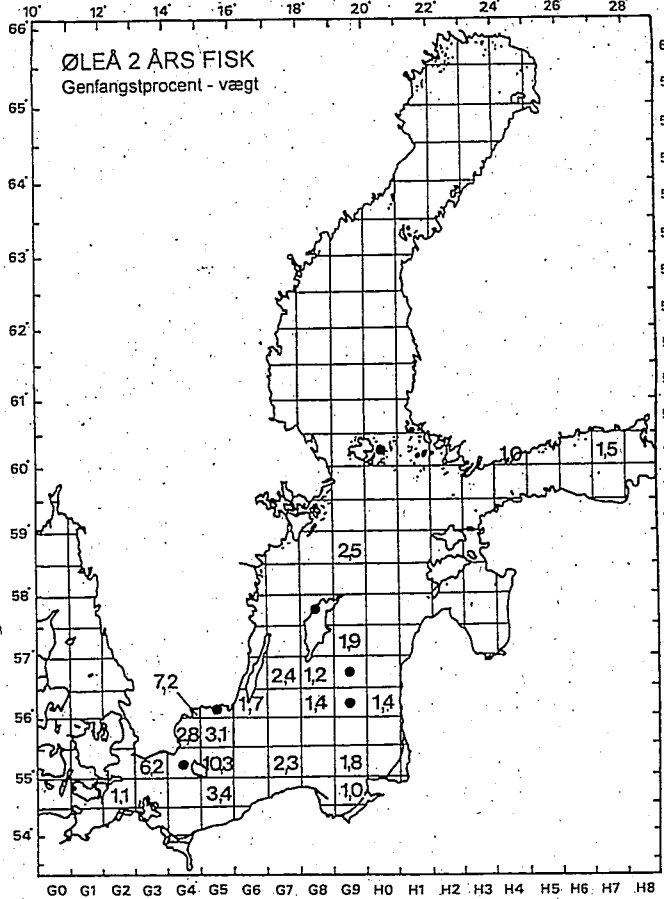 10° 12° 14° 16° 18° 20° 22° 24° 26° 28°
66°
ØLEÅ 2 ÅRS FISK
Genfangstprocent - vægt
65°
64°
63°
62°
61°
1,0 1,5
60°
59°
2,5
58°
1,9
57°
7,2 2,4 1,2
1,7 1,4 1,4
56°
2,8 3,1
6,2 10,3 2,3 1,8
55°
1,1 3,4 1,0
54°
G0 G1 G2 G3 G4 G5 G6 G7 G8 G9 H0 H1 H2 H3 H4 H5 H6 H7 H8